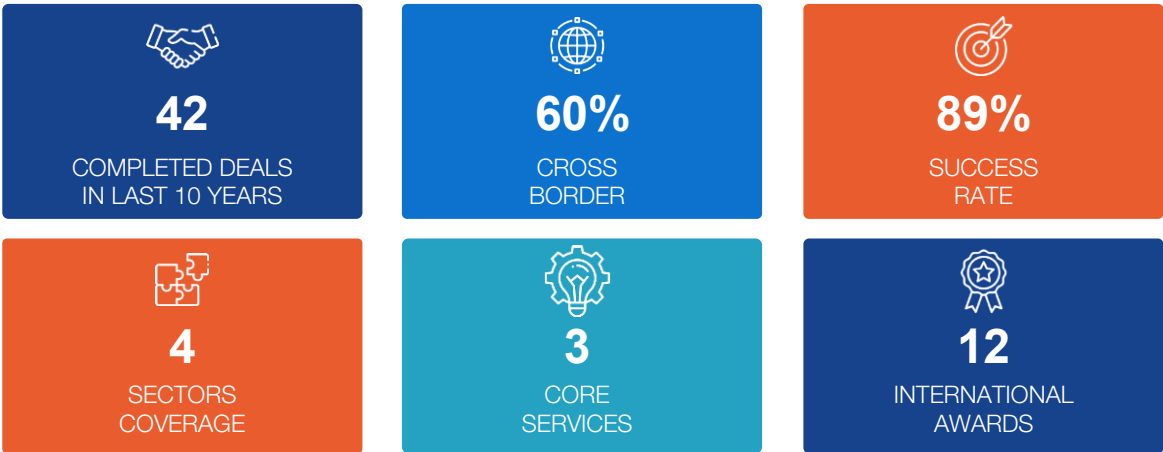 42
COMPLETED DEALS
IN LAST 10 YEARS
60%
CROSS
BORDER
89%
SUCCESS
RATE
4
SECTORS
COVERAGE
3
CORE
SERVICES
12
INTERNATIONAL
AWARDS